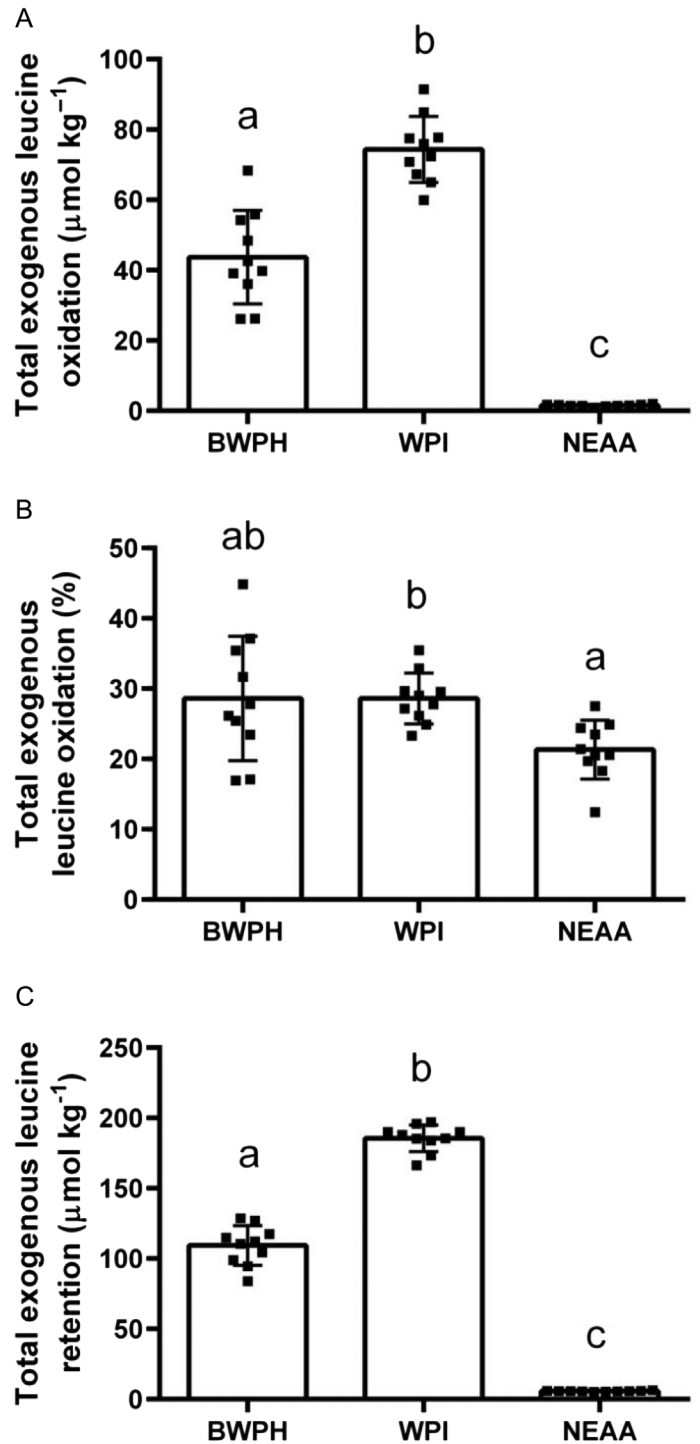 A
Total exogenous leucine
oxidation (μmol kg⁻¹)
100
80
60
40
20
0
a
b
c
BWPH WPI NEAA
B
Total exogenous
leucine oxidation (%)
50
40
30
20
10
0
ab
b
a
BWPH WPI NEAA
C
Total exogenous leucine
retention (μmol kg⁻¹)
250
200
150
100
50
0
a
b
c
BWPH WPI NEAA